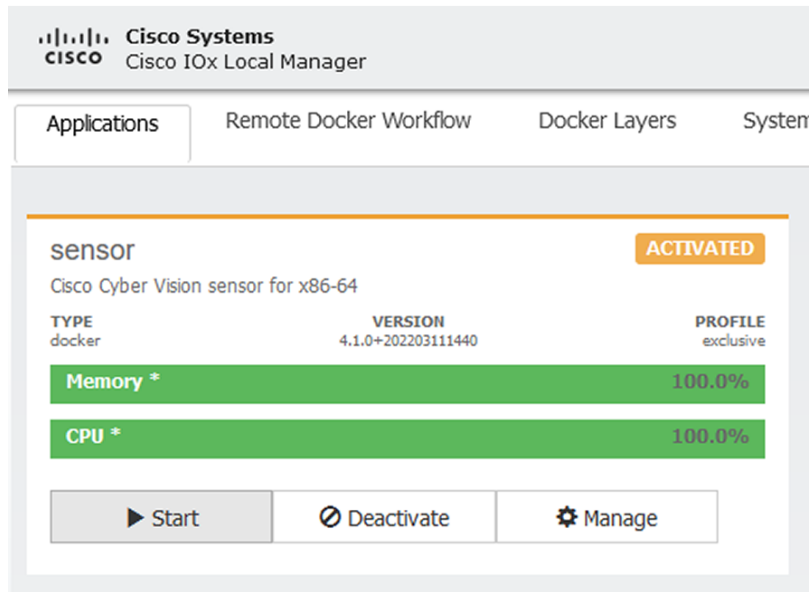 Cisco Systems
CISCO Cisco IOx Local Manager
Applications Remote Docker Workflow Docker Layers System
sensor ACTIVATED
Cisco Cyber Vision sensor for x86-64
TYPE VERSION PROFILE
docker 4.1.0+202203111440 exclusive
Memory * 100.0%
CPU * 100.0%
Start Deactivate Manage